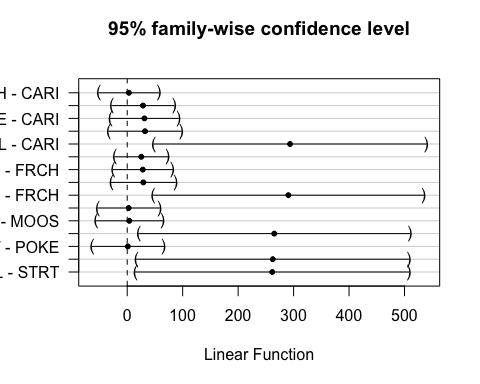 95% family-wise confidence level
H - CARI
E - CARI
L - CARI
- FRCH
- FRCH
- MOOS
- POKE
- STRT
0 100 200 300 400 500
Linear Function